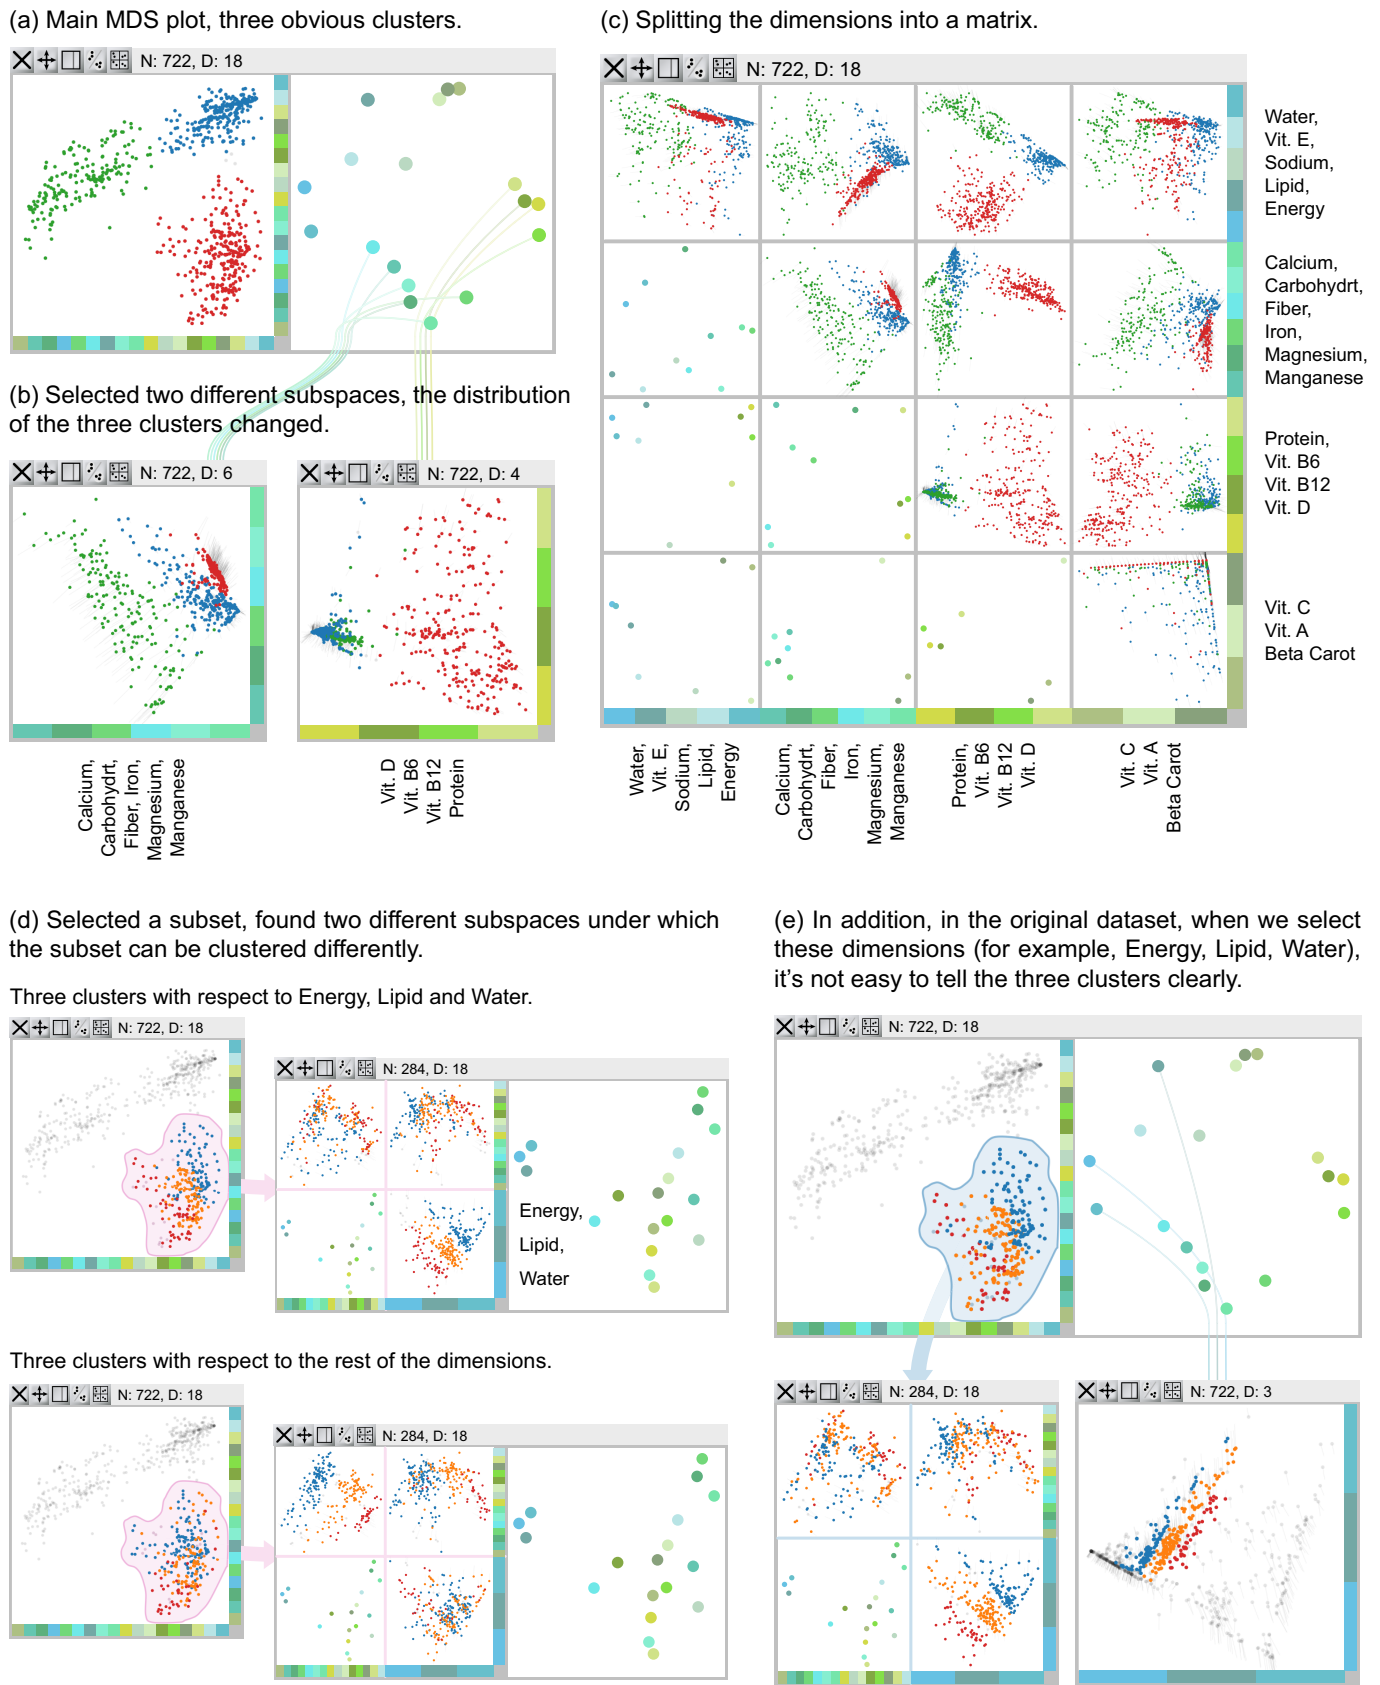 (a) Main MDS plot, three obvious clusters.
N: 722, D: 18
(b) Selected two different subspaces, the distribution
of the three clusters changed.
N: 722, D: 6
N: 722, D: 4
Calcium,
Carbohydrt,
Fiber, Iron,
Magnesium,
Manganese
Vit. D
Vit. B6
Vit. B12
Protein
(c) Splitting the dimensions into a matrix.
N: 722, D: 18
Water,
Vit. E,
Sodium,
Lipid,
Energy
Calcium,
Carbohydrt,
Fiber,
Iron,
Magnesium,
Manganese
Protein,
Vit. B6
Vit. B12
Vit. D
Vit. C
Vit. A
Beta Carot
Water,
Vit. E,
Sodium,
Lipid,
Energy
Calcium,
Carbohydrt,
Fiber,
Iron,
Magnesium,
Manganese
Protein,
Vit. B6
Vit. B12
Vit. D
Vit. C
Vit. A
Beta Carot
(d) Selected a subset, found two different subspaces under which
the subset can be clustered differently.
Three clusters with respect to Energy, Lipid and Water.
N: 722, D: 18
N: 284, D: 18
Energy,
Lipid,
Water
Three clusters with respect to the rest of the dimensions.
N: 722, D: 18
N: 284, D: 18
(e) In addition, in the original dataset, when we select
these dimensions (for example, Energy, Lipid, Water),
it's not easy to tell the three clusters clearly.
N: 722, D: 18
N: 284, D: 18
N: 722, D: 3